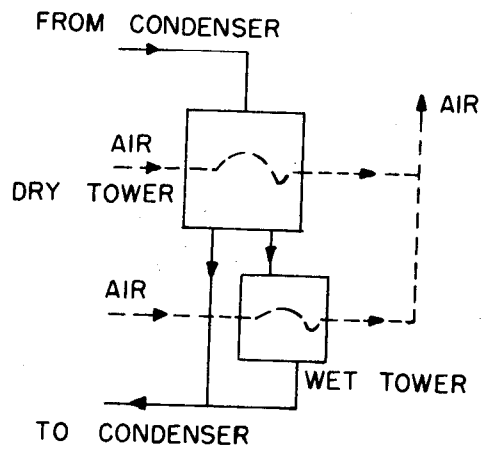 FROM CONDENSER
AIR
AIR
DRY TOWER
AIR
WET TOWER
TO CONDENSER